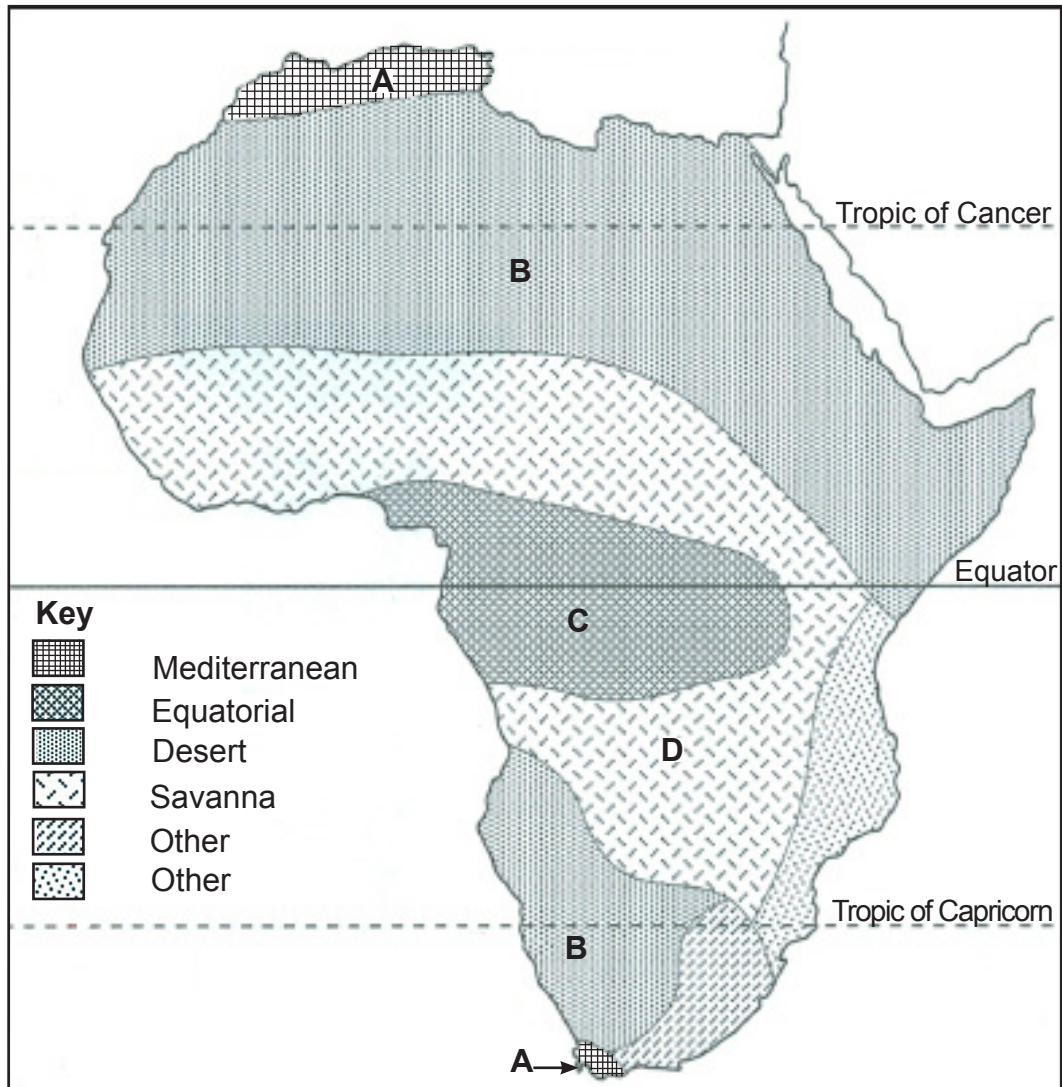 A
Tropic of Cancer
B
Equator
Key
C
Mediterranean
Equatorial
Desert
D
Savanna
Other
Other
Tropic of Capricorn
B
A